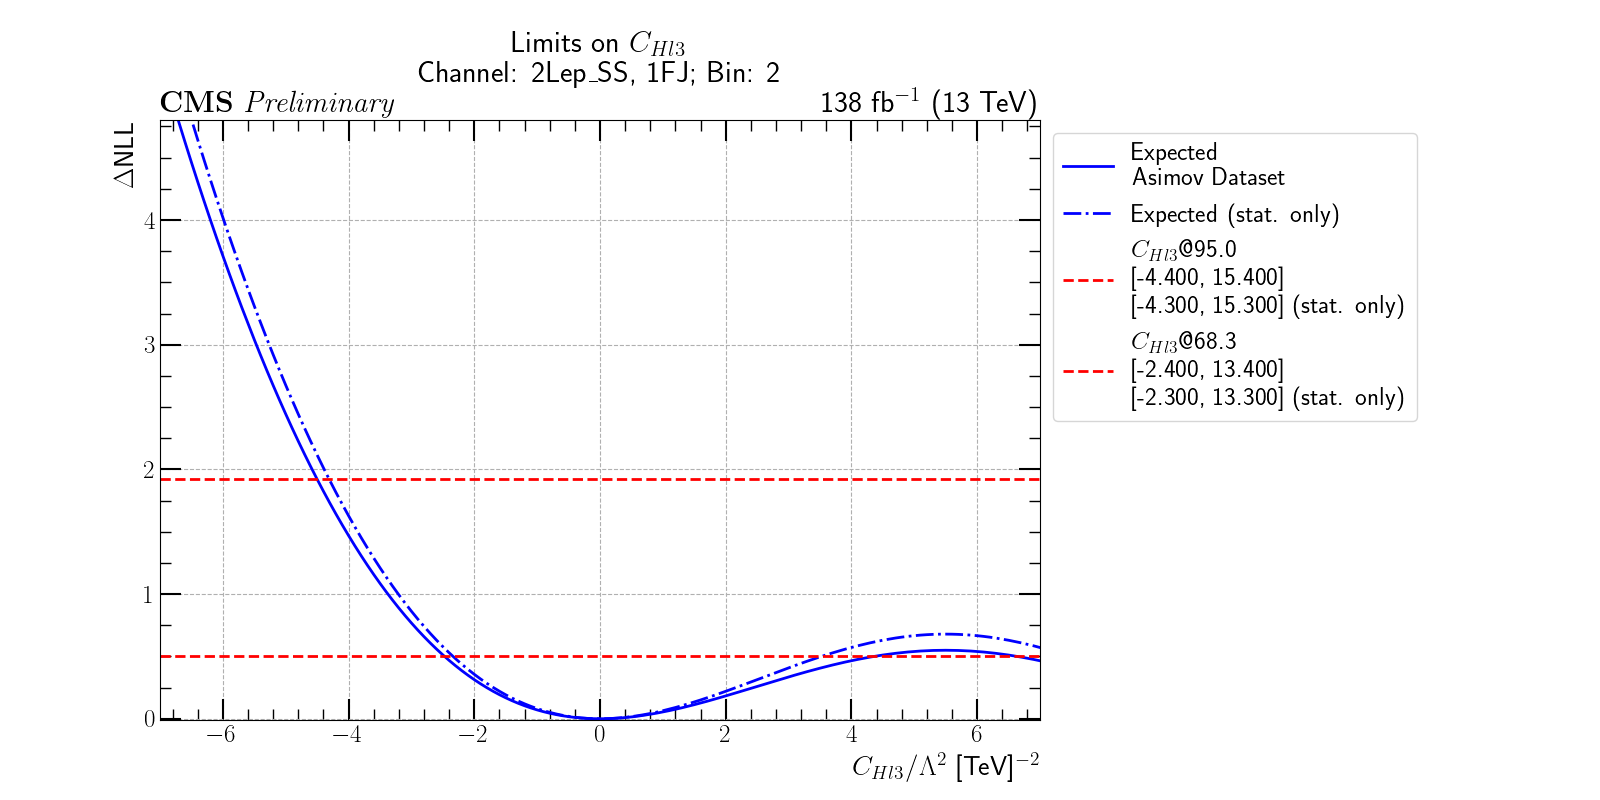 Limits on C_{Hl3}
Channel: 2Lep_SS, 1FJ; Bin: 2
CMS Preliminary
138 fb⁻¹ (13 TeV)
ΔNLL
4
3
2
1
0
−6 −4 −2 0 2 4 6
C_{Hl3}/Λ² [TeV]⁻²
Expected
Asimov Dataset
Expected (stat. only)
C_{Hl3}@95.0
[-4.400, 15.400]
[-4.300, 15.300] (stat. only)
C_{Hl3}@68.3
[-2.400, 13.400]
[-2.300, 13.300] (stat. only)